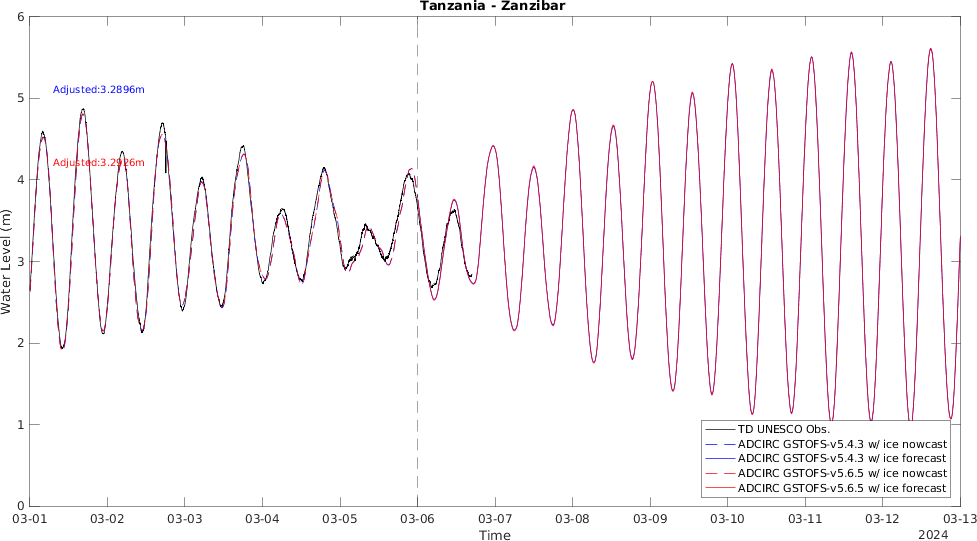 Tanzania - Zanzibar
6
5
4
3
2
1
0
Water Level (m)
Adjusted:3.2896m
Adjusted:3.2926m
TD UNESCO Obs.
ADCIRC GSTOFS-v5.4.3 w/ ice nowcast
ADCIRC GSTOFS-v5.4.3 w/ ice forecast
ADCIRC GSTOFS-v5.6.5 w/ ice nowcast
ADCIRC GSTOFS-v5.6.5 w/ ice forecast
03-01 03-02 03-03 03-04 03-05 03-06 03-07 03-08 03-09 03-10 03-11 03-12 03-13
Time
2024